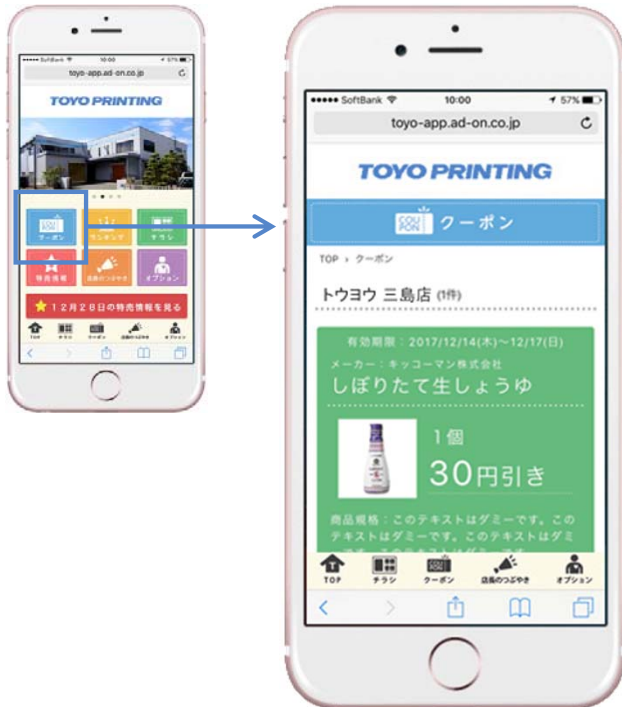 SoftBank 10:00 57%
toyo-app.ad-on.co.jp
TOYO PRINTING
COU
PON
クーポン
ランキング
チラシ
特売情報
店長のつぶやき
オプション
★12月28日の特売情報を見る
TOP チラシ クーポン 店長のつぶやき オプション
SoftBank 10:00 57%
toyo-app.ad-on.co.jp
TOYO PRINTING
COU
PON
クーポン
TOP › クーポン
トウヨウ 三島店 (1件)
有効期限：2017/12/14(木)～12/17(日)
メーカー：キッコーマン株式会社
しぼりたて生しょうゆ
1個
30円引き
商品規格：このテキストはダミーです。この
テキストはダミーです。このテキストはダミ
TOP チラシ クーポン 店長のつぶやき オプション